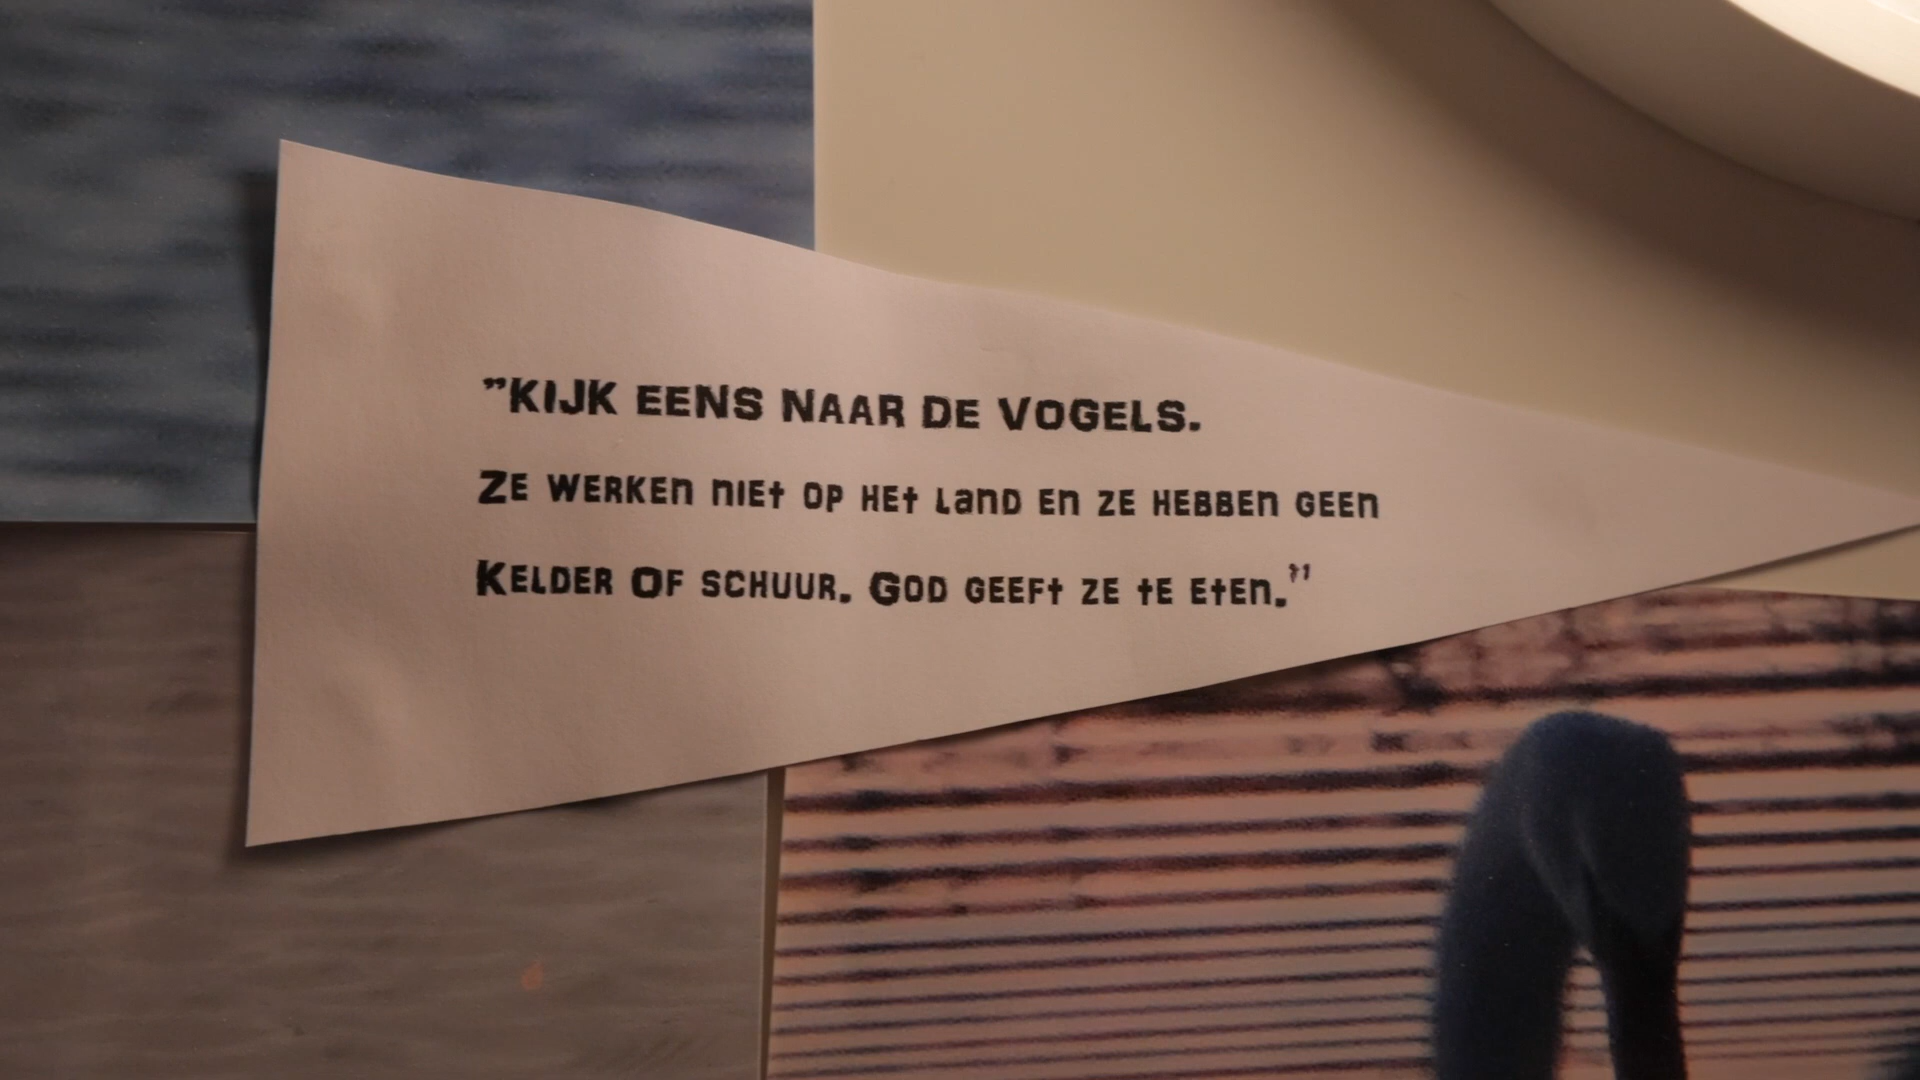 "KIJK EENS NAAR DE VOGELS.
ZE WERKEN NIET OP HET LAND EN ZE HEBBEN GEEN
KELDER OF SCHUUR. GOD GEEFT ZE TE ETEN."